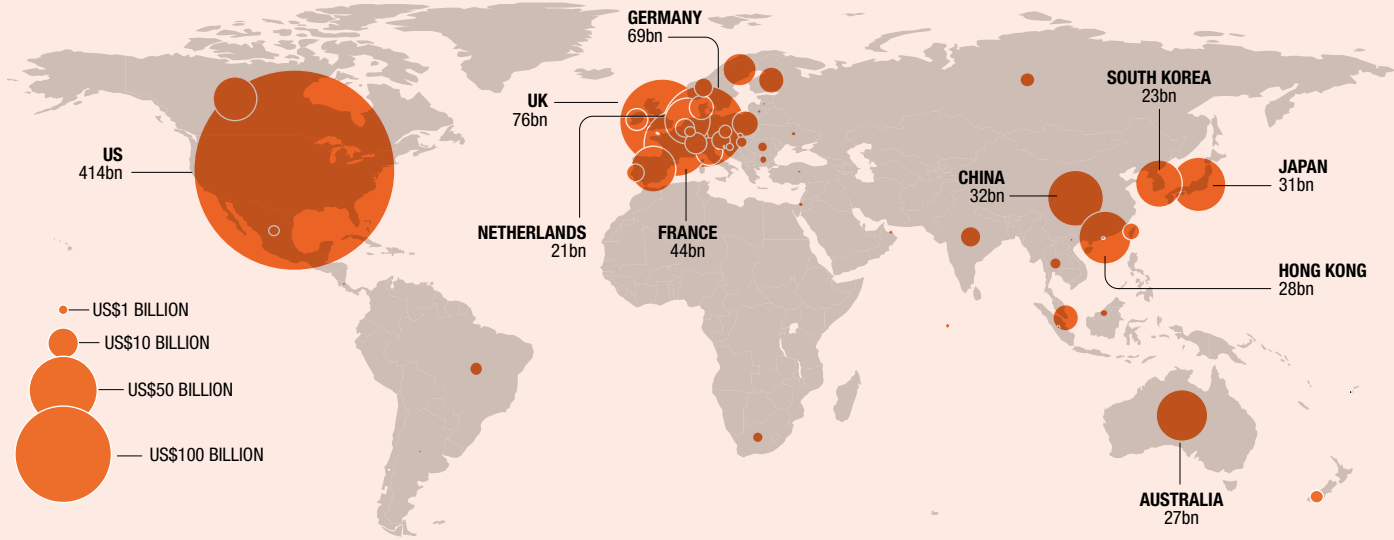 GERMANY
69bn
UK
76bn
US
414bn
NETHERLANDS
21bn
FRANCE
44bn
SOUTH KOREA
23bn
CHINA
32bn
JAPAN
31bn
HONG KONG
28bn
AUSTRALIA
27bn
US$1 BILLION
US$10 BILLION
US$50 BILLION
US$100 BILLION